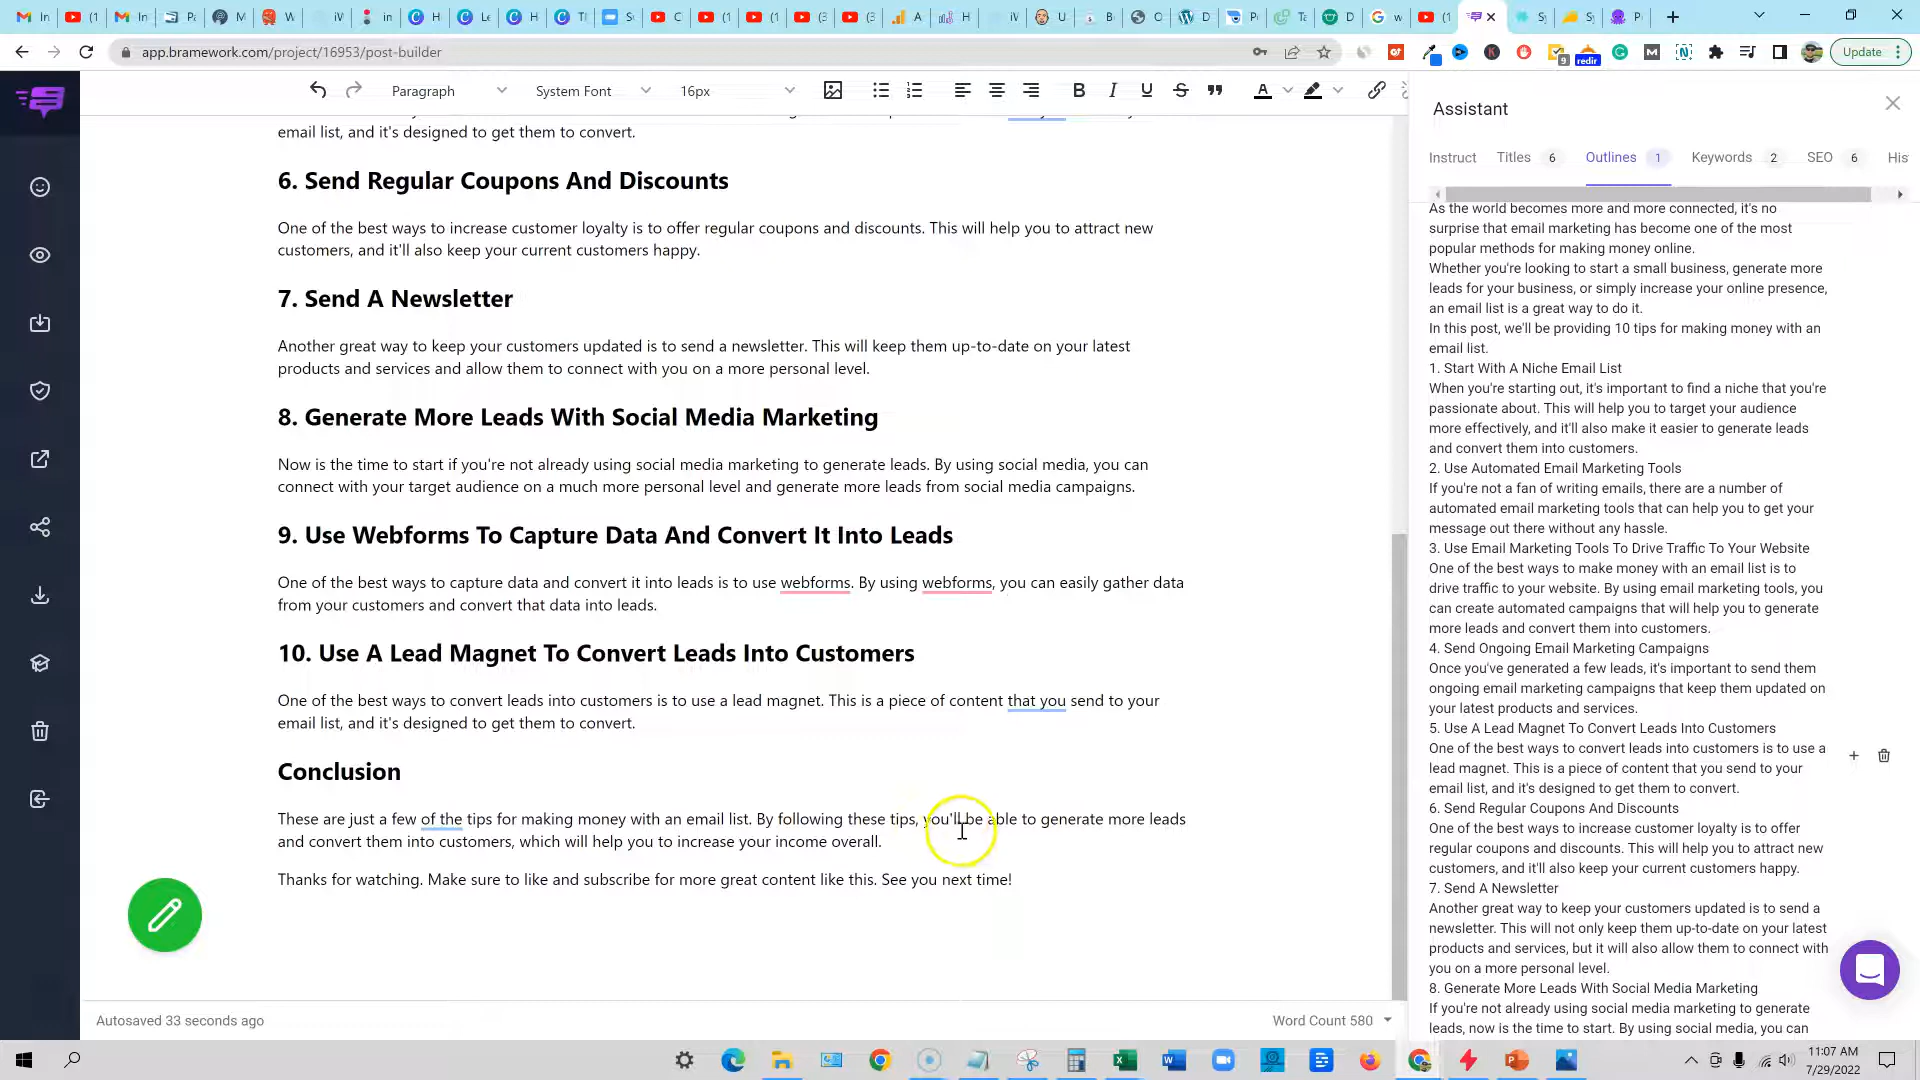 app.bramework.com/project/16953/post-builder
Update
Paragraph
System Font
16px
email list, and it's designed to get them to convert.
6. Send Regular Coupons And Discounts
One of the best ways to increase customer loyalty is to offer regular coupons and discounts. This will help you to attract new
customers, and it'll also keep your current customers happy.
7. Send A Newsletter
Another great way to keep your customers updated is to send a newsletter. This will keep them up-to-date on your latest
products and services and allow them to connect with you on a more personal level.
8. Generate More Leads With Social Media Marketing
Now is the time to start if you're not already using social media marketing to generate leads. By using social media, you can
connect with your target audience on a much more personal level and generate more leads from social media campaigns.
9. Use Webforms To Capture Data And Convert It Into Leads
One of the best ways to capture data and convert it into leads is to use webforms. By using webforms, you can easily gather data
from your customers and convert that data into leads.
10. Use A Lead Magnet To Convert Leads Into Customers
One of the best ways to convert leads into customers is to use a lead magnet. This is a piece of content that you send to your
email list, and it's designed to get them to convert.
Conclusion
These are just a few of the tips for making money with an email list. By following these tips, you'll be able to generate more leads
and convert them into customers, which will help you to increase your income overall.
Thanks for watching. Make sure to like and subscribe for more great content like this. See you next time!
Autosaved 33 seconds ago
Word Count 580
Assistant
Instruct Titles 6 Outlines 1 Keywords 2 SEO 6 His
As the world becomes more and more connected, it's no
surprise that email marketing has become one of the most
popular methods for making money online.
Whether you're looking to start a small business, generate more
leads for your business, or simply increase your online presence,
an email list is a great way to do it.
In this post, we'll be providing 10 tips for making money with an
email list.
1. Start With A Niche Email List
When you're starting out, it's important to find a niche that you're
passionate about. This will help you to target your audience
more effectively, and it'll also make it easier to generate leads
and convert them into customers.
2. Use Automated Email Marketing Tools
If you're not a fan of writing emails, there are a number of
automated email marketing tools that can help you to get your
message out there without any hassle.
3. Use Email Marketing Tools To Drive Traffic To Your Website
One of the best ways to make money with an email list is to
drive traffic to your website. By using email marketing tools, you
can create automated campaigns that will help you to generate
more leads and convert them into customers.
4. Send Ongoing Email Marketing Campaigns
Once you've generated a few leads, it's important to send them
ongoing email marketing campaigns that keep them updated on
your latest products and services.
5. Use A Lead Magnet To Convert Leads Into Customers
One of the best ways to convert leads into customers is to use a
lead magnet. This is a piece of content that you send to your
email list, and it's designed to get them to convert.
6. Send Regular Coupons And Discounts
One of the best ways to increase customer loyalty is to offer
regular coupons and discounts. This will help you to attract new
customers, and it'll also keep your current customers happy.
7. Send A Newsletter
Another great way to keep your customers updated is to send a
newsletter. This will not only keep them up-to-date on your latest
products and services, but it will also allow them to connect with
you on a more personal level.
8. Generate More Leads With Social Media Marketing
If you're not already using social media marketing to generate
leads, now is the time to start. By using social media, you can
11:07 AM
7/29/2022